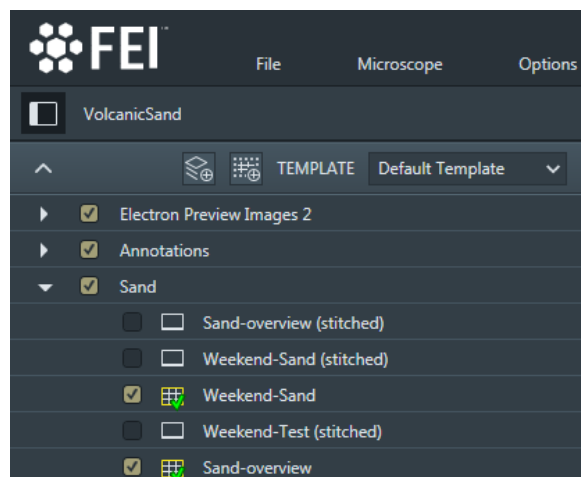 FEI™
File Microscope Options
VolcanicSand
TEMPLATE Default Template
Electron Preview Images 2
Annotations
Sand
Sand-overview (stitched)
Weekend-Sand (stitched)
Weekend-Sand
Weekend-Test (stitched)
Sand-overview